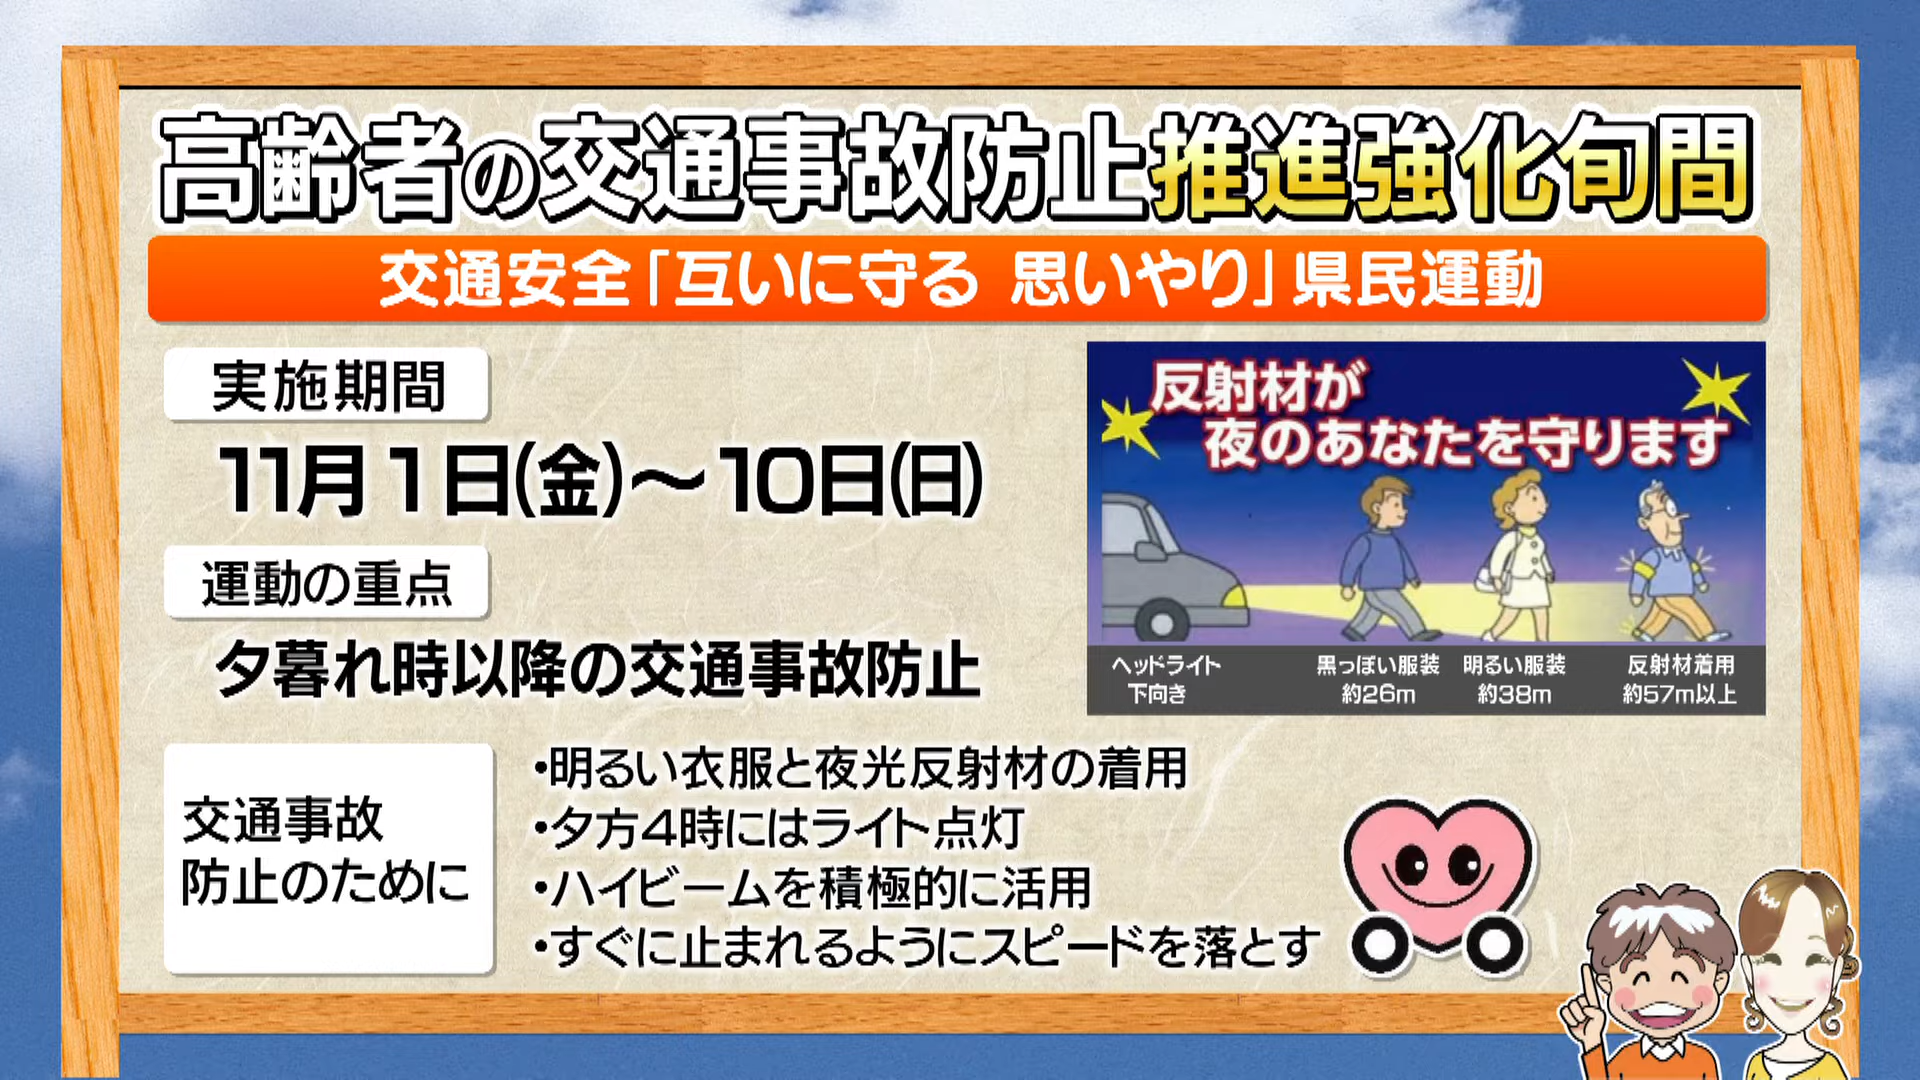 高齢者の交通事故防止推進強化旬間
交通安全「互いに守る 思いやり」県民運動
実施期間
11月1日(金)～10日(日)
運動の重点
夕暮れ時以降の交通事故防止
反射材が
夜のあなたを守ります
ヘッドライト
下向き
黒っぽい服装
約26m
明るい服装
約38m
反射材着用
約57m以上
交通事故
防止のために
・明るい衣服と夜光反射材の着用
・夕方4時にはライト点灯
・ハイビームを積極的に活用
・すぐに止まれるようにスピードを落とす